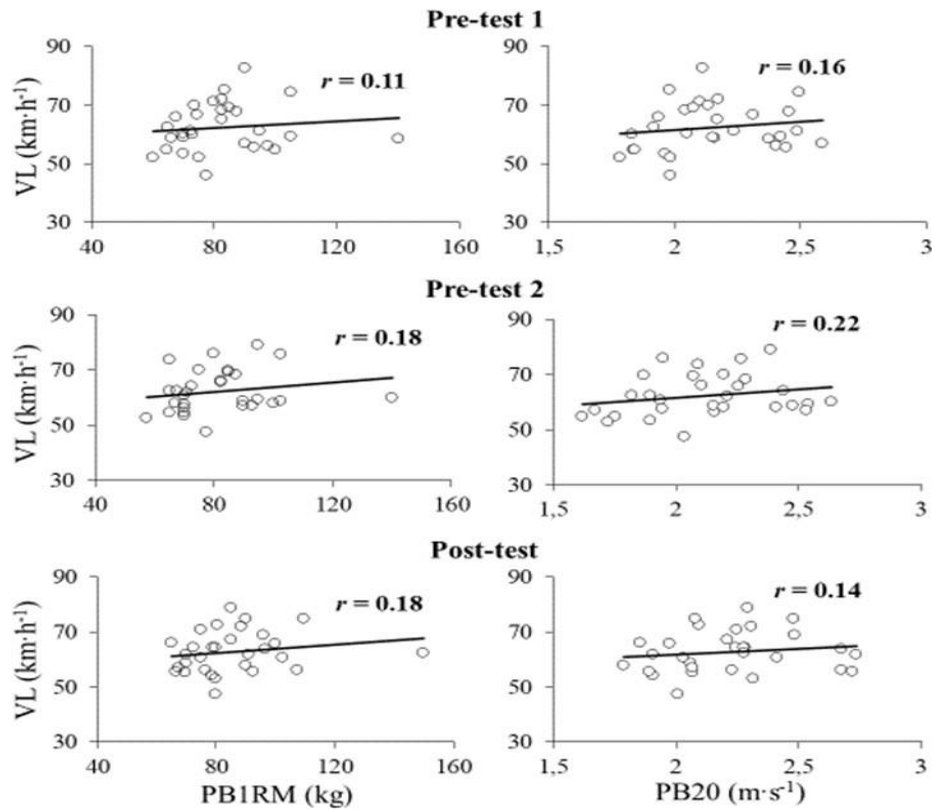 Pre-test 1
90
70
50
30
VL (km·h-1)
r = 0.11
40 80 120 160
r = 0.16
90
70
50
30
1,5 2 2,5 3
Pre-test 2
90
70
50
30
VL (km·h-1)
r = 0.18
40 80 120 160
r = 0.22
90
70
50
30
1,5 2 2,5 3
Post-test
90
70
50
30
VL (km·h-1)
r = 0.18
40 80 120 160
PB1RM (kg)
r = 0.14
90
70
50
30
1,5 2 2,5 3
PB20 (m·s-1)